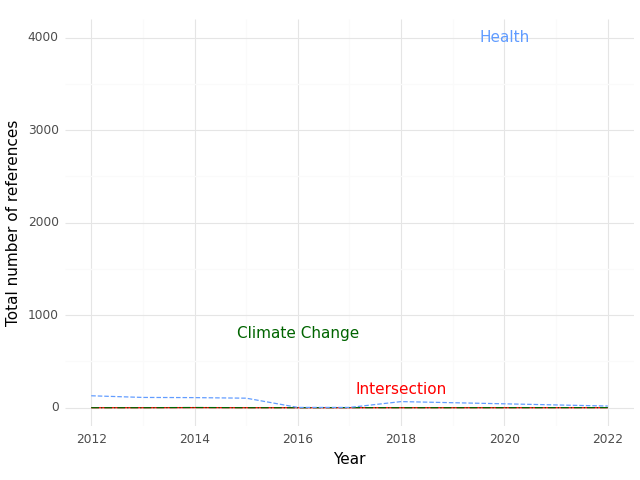 4000
3000
2000
1000
0
Total number of references
Health
Climate Change
Intersection
2012
2014
2016
2018
2020
2022
Year